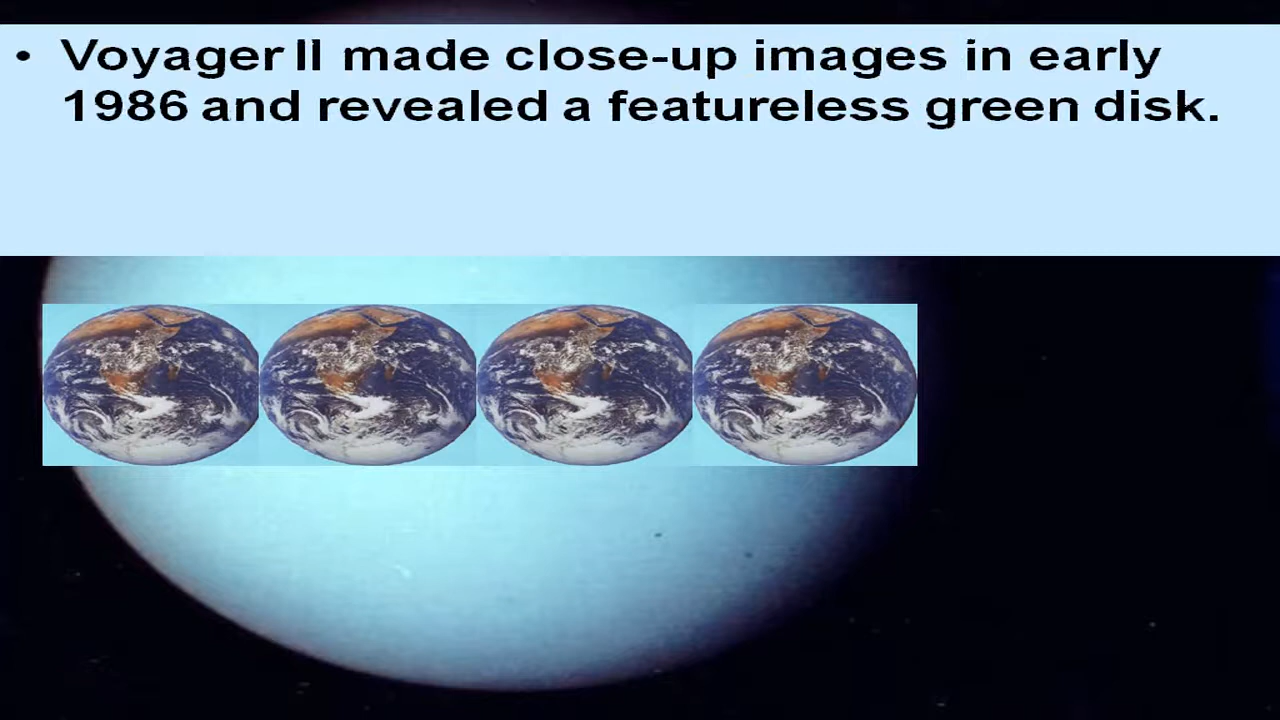 • Voyager II made close-up images in early
1986 and revealed a featureless green disk.